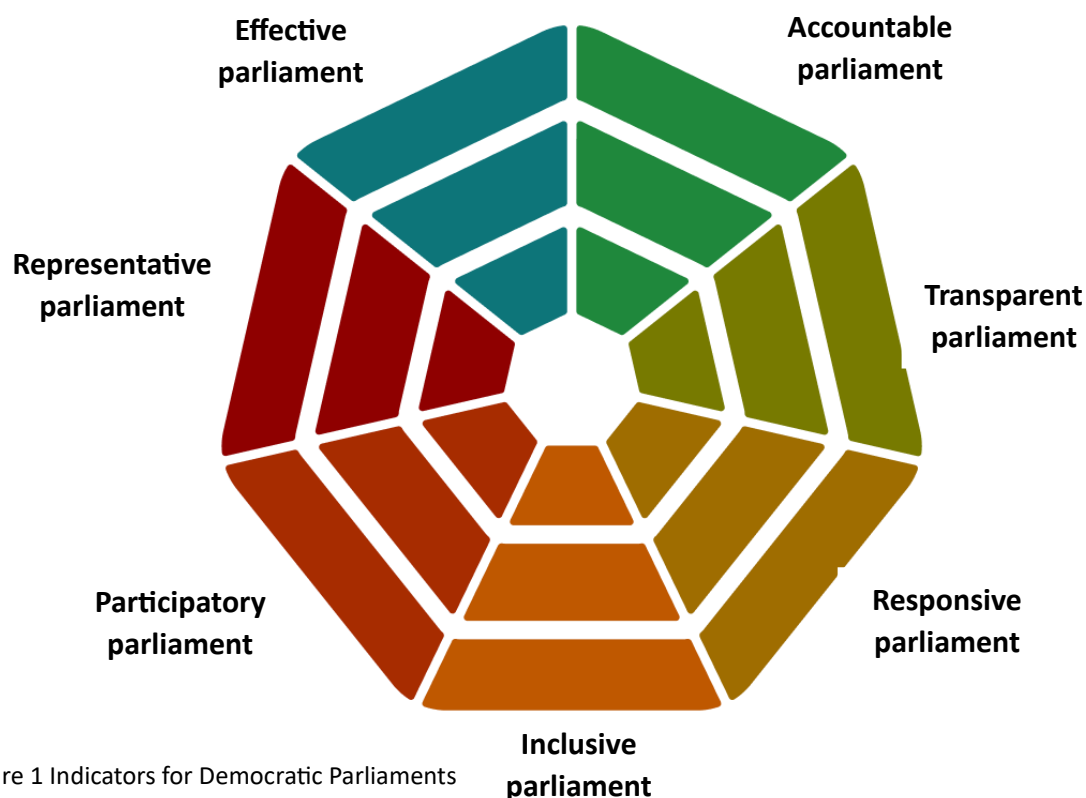 Effective
parliament
Accountable
parliament
Representative
parliament
Transparent
parliament
Participatory
parliament
Responsive
parliament
Inclusive
parliament
re 1 Indicators for Democratic Parliaments